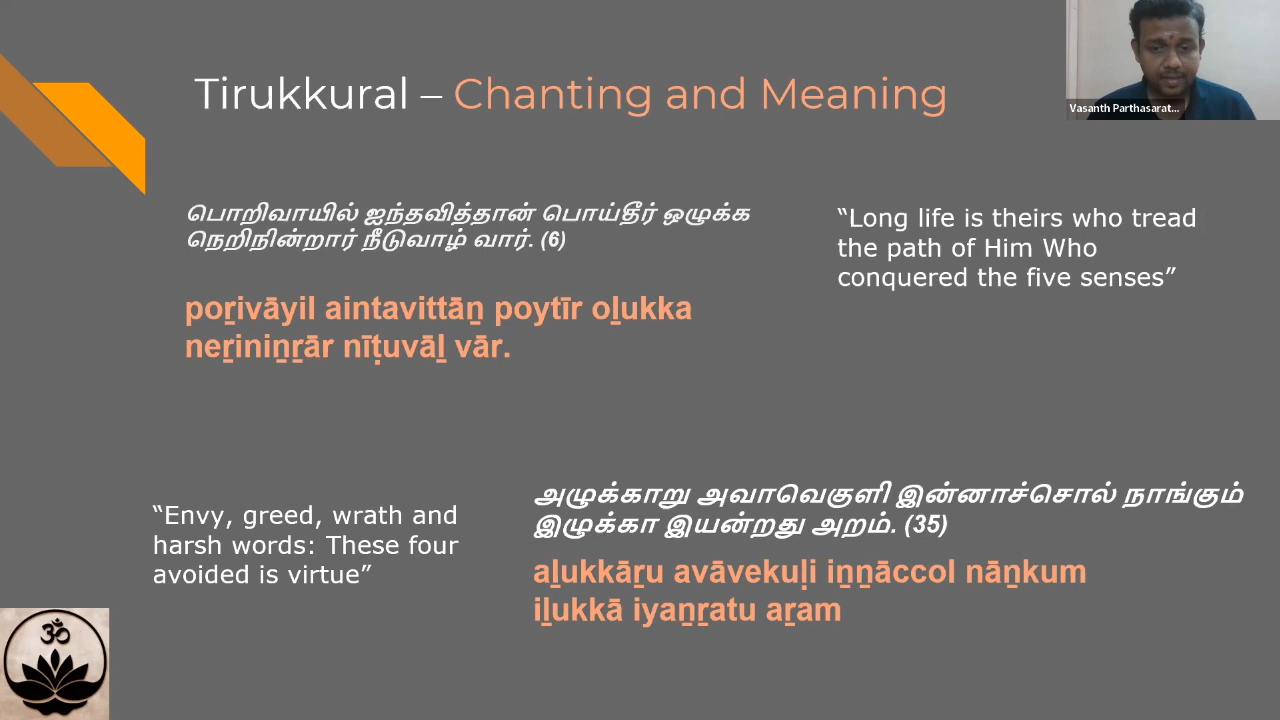 Tirukkural – Chanting and Meaning
Vasanth Parthasarat...
பொறிவாயில் ஐந்தவித்தான் பொய்தீர் ஒழுக்க
நெறிநின்றார் நீடுவாழ் வார். (6)
poṟivāyil aintavittāṉ poytīr oḻukka
neṟiniṉṟār nīṭuvāḻ vār.
“Long life is theirs who tread
the path of Him Who
conquered the five senses”
“Envy, greed, wrath and
harsh words: These four
avoided is virtue”
அழுக்காறு அவாவெகுளி இன்னாச்சொல் நாங்கும்
இழுக்கா இயன்றது அறம். (35)
aḻukkāṟu avāvekuḷi iṉṉāccol nāṉkum
iḻukkā iyaṉṟatu aṟam
ॐ